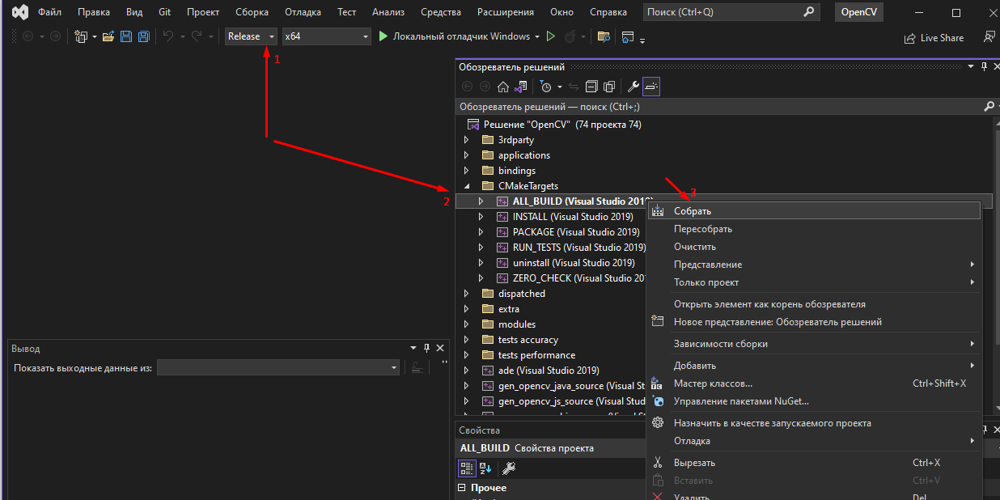 Файл Правка Вид Git Проект Сборка Отладка Тест Анализ Средства Расширения Окно Справка Поиск (Ctrl+Q) OpenCV
Release x64 Локальный отладчик Windows Live Share
1
Обозреватель решений
Обозреватель решений — поиск (Ctrl+;)
Решение "OpenCV" (74 проекта 74)
3rdparty
applications
bindings
CMakeTargets
2
3
ALL_BUILD (Visual Studio 2019)
INSTALL (Visual Studio 2019)
PACKAGE (Visual Studio 2019)
RUN_TESTS (Visual Studio 2019)
uninstall (Visual Studio 2019)
ZERO_CHECK (Visual Studio 20
dispatched
extra
modules
tests accuracy
tests performance
ade (Visual Studio 2019)
gen_opencv_java_source (Visual St
gen_opencv_js_source (Visual Stud
Собрать
Пересобрать
Очистить
Представление
Только проект
Открыть элемент как корень обозревателя
Новое представление: Обозреватель решений
Зависимости сборки
Добавить
Мастер классов... Ctrl+Shift+X
Управление пакетами NuGet...
Назначить в качестве запускаемого проекта
Отладка
Вырезать Ctrl+X
Вставить Ctrl+V
Удалить Del
Вывод
Показать выходные данные из:
Свойства
ALL_BUILD Свойства проекта
Прочее